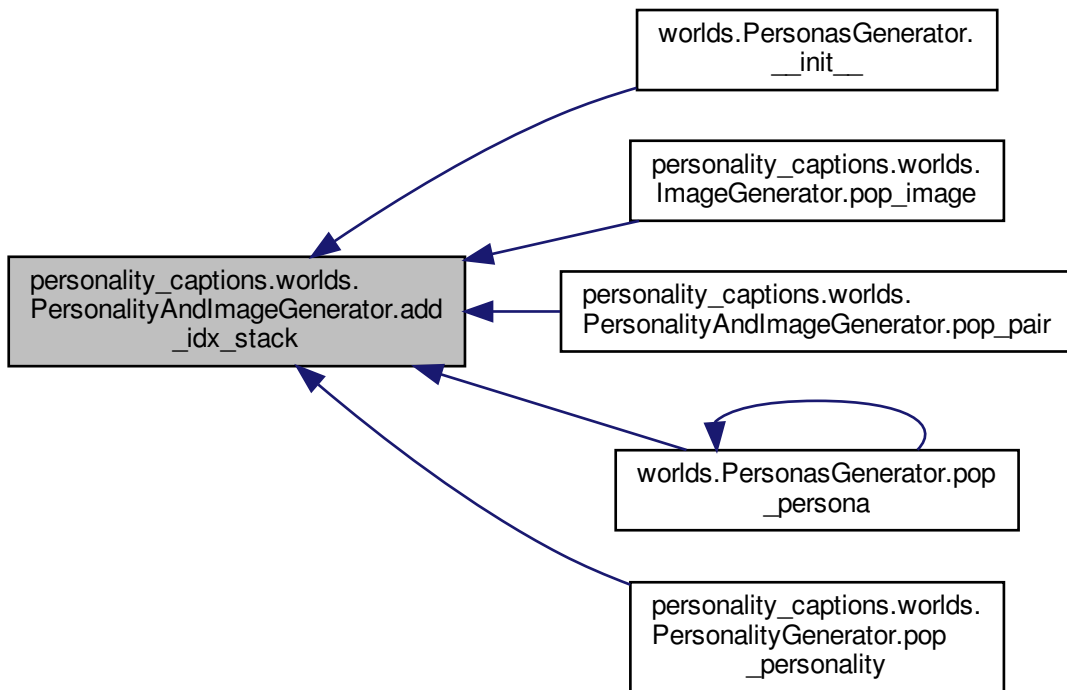 worlds.PersonasGenerator.
__init__
personality_captions.worlds.
ImageGenerator.pop_image
personality_captions.worlds.
PersonalityAndImageGenerator.add
_idx_stack
personality_captions.worlds.
PersonalityAndImageGenerator.pop_pair
worlds.PersonasGenerator.pop
_persona
personality_captions.worlds.
PersonalityGenerator.pop
_personality